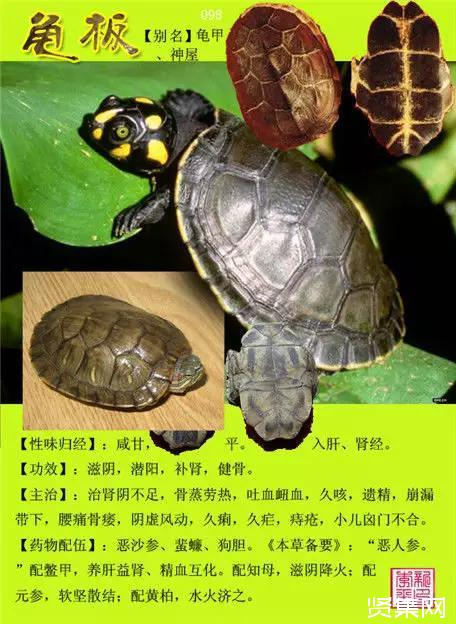 098
龟板
【别名】龟甲
、神屋
【性味归经】：咸甘， 平。 入肝、肾经。
【功效】：滋阴，潜阳，补肾，健骨。
【主治】：治肾阴不足，骨蒸劳热，吐血衄血，久咳，遗精，崩漏
带下，腰痛骨痿，阴虚风动，久痢，久疟，痔疮，小儿囟门不合。
【药物配伍】：恶沙参、蜚蠊、狗胆。《本草备要》：“恶人参。
”配鳖甲，养肝益肾、精血互化。配知母，滋阴降火；配
元参，软坚散结；配黄柏，水火济之。
贤集网